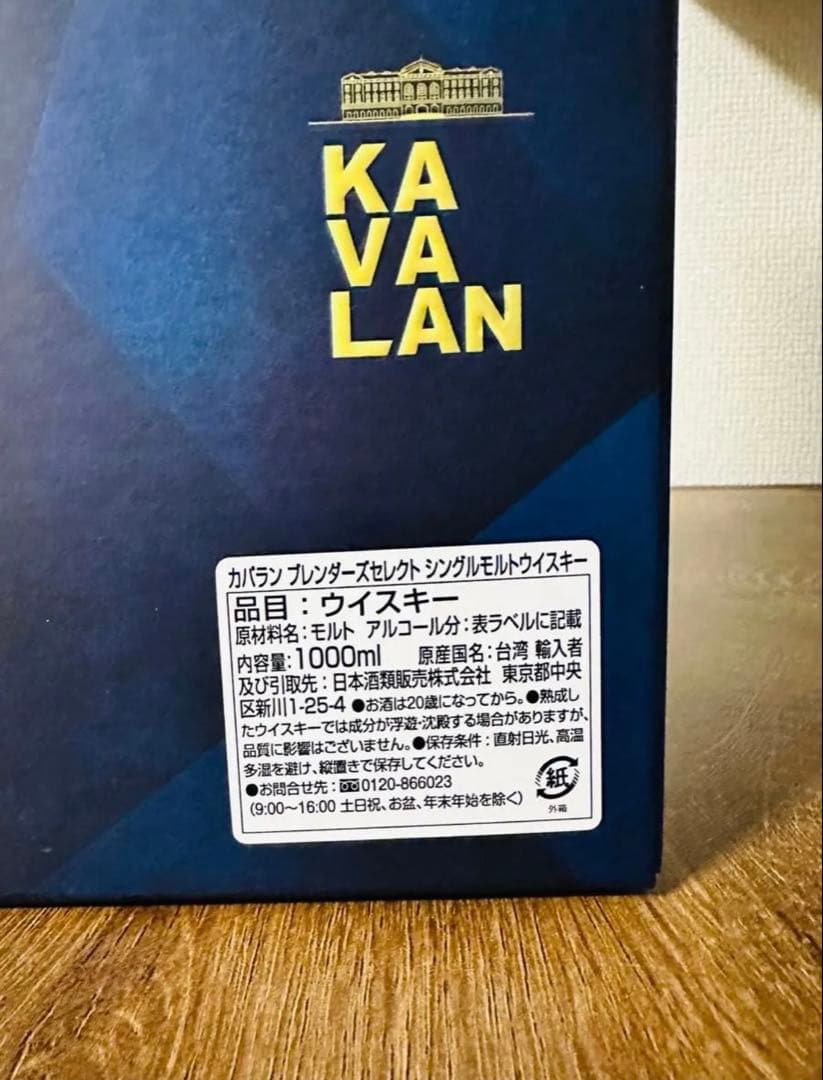 KA
VA
LAN
カバラン ブレンダーズセレクト シングルモルトウイスキー
品目：ウイスキー
原材料名：モルト アルコール分：表ラベルに記載
内容量：1000ml 原産国名：台湾 輸入者
及び引取先：日本酒類販売株式会社 東京都中央
区新川1-25-4 ●お酒は20歳になってから。●熟成し
たウイスキーでは成分が浮遊・沈殿する場合がありますが、
品質に影響はございません。●保存条件：直射日光、高温
多湿を避け、縦置きで保存してください。
●お問合せ先：0120-866023
（9:00〜16:00 土日祝、お盆、年末年始を除く）
紙
外箱